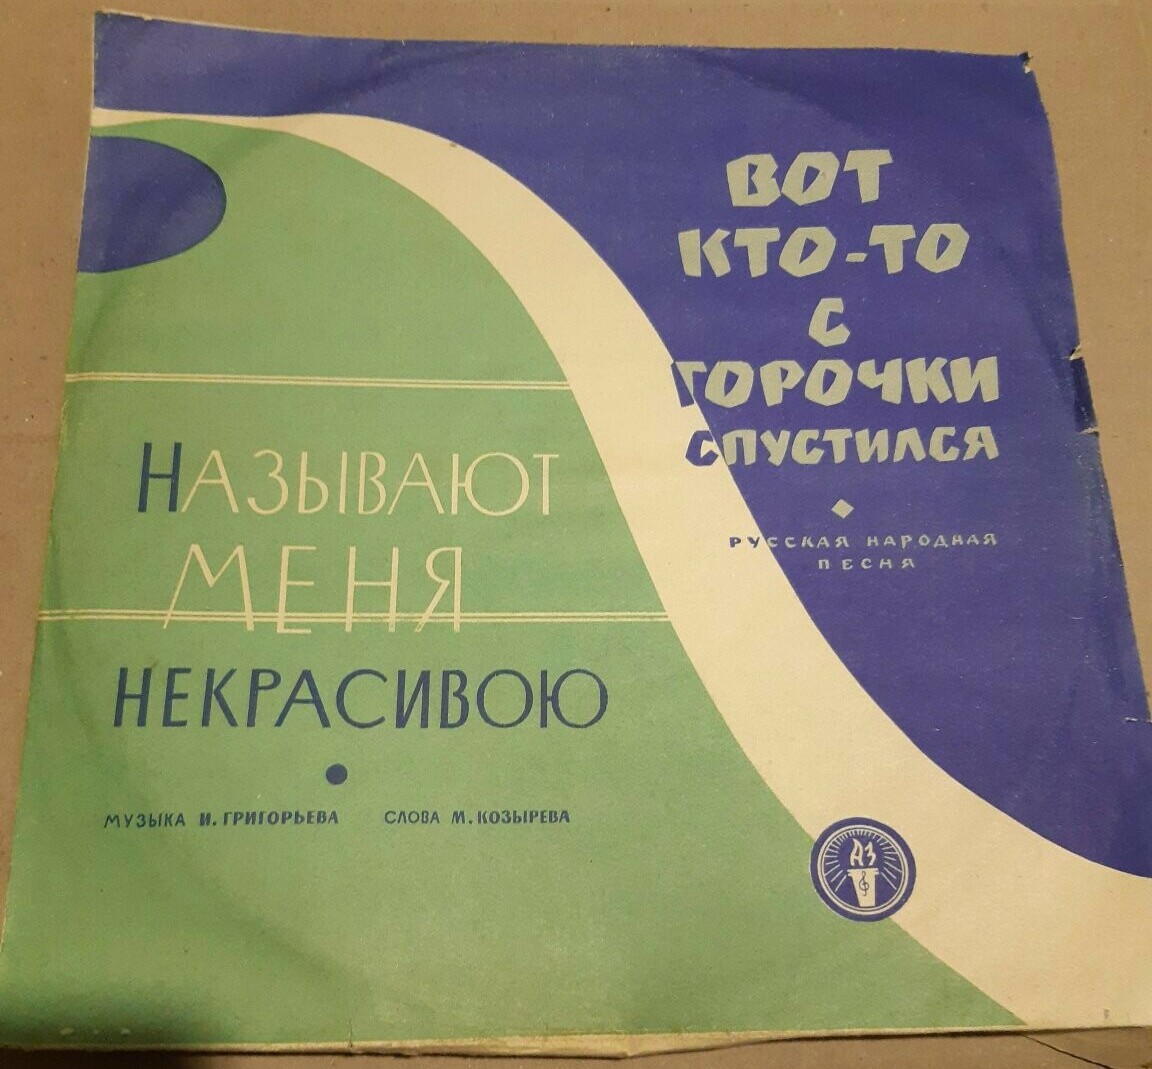 ВОТ
КТО-ТО
С
ГОРОЧКИ
СПУСТИЛСЯ
РУССКАЯ НАРОДНАЯ
ПЕСНЯ
НАЗЫВАЮТ
МЕНЯ
НЕКРАСИВОЮ
МУЗЫКА И. ГРИГОРЬЕВА СЛОВА М. КОЗЫРЕВА
АЗ